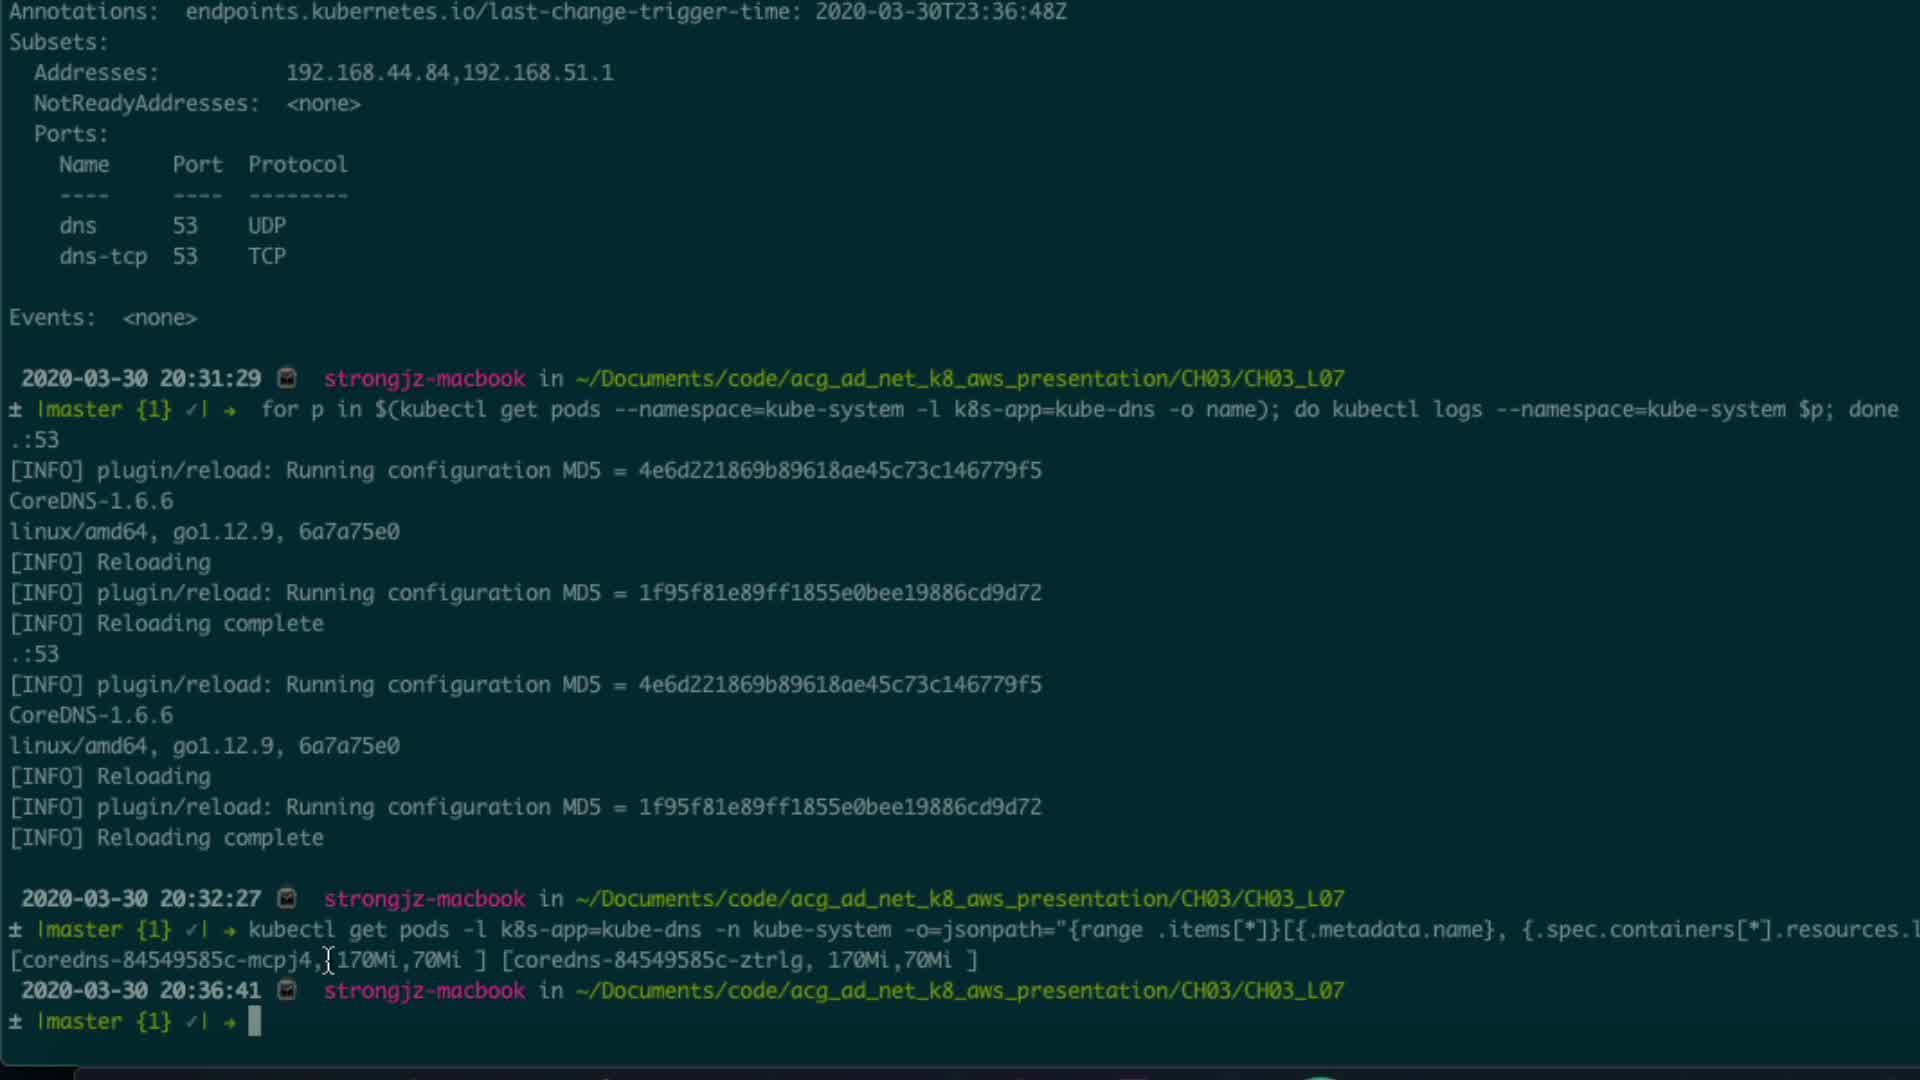 Annotations:  endpoints.kubernetes.io/last-change-trigger-time: 2020-03-30T23:36:48Z
Subsets:
  Addresses:          192.168.44.84,192.168.51.1
  NotReadyAddresses:  <none>
  Ports:
    Name     Port  Protocol
    ----     ----  --------
    dns      53    UDP
    dns-tcp  53    TCP
Events:  <none>
2020-03-30 20:31:29 strongjz-macbook in ~/Documents/code/acg_ad_net_k8_aws_presentation/CH03/CH03_L07
± |master {1} ✓| → for p in $(kubectl get pods --namespace=kube-system -l k8s-app=kube-dns -o name); do kubectl logs --namespace=kube-system $p; done
.:53
[INFO] plugin/reload: Running configuration MD5 = 4e6d221869b89618ae45c73c146779f5
CoreDNS-1.6.6
linux/amd64, go1.12.9, 6a7a75e0
[INFO] Reloading
[INFO] plugin/reload: Running configuration MD5 = 1f95f81e89ff1855e0bee19886cd9d72
[INFO] Reloading complete
.:53
[INFO] plugin/reload: Running configuration MD5 = 4e6d221869b89618ae45c73c146779f5
CoreDNS-1.6.6
linux/amd64, go1.12.9, 6a7a75e0
[INFO] Reloading
[INFO] plugin/reload: Running configuration MD5 = 1f95f81e89ff1855e0bee19886cd9d72
[INFO] Reloading complete
2020-03-30 20:32:27 strongjz-macbook in ~/Documents/code/acg_ad_net_k8_aws_presentation/CH03/CH03_L07
± |master {1} ✓| → kubectl get pods -l k8s-app=kube-dns -n kube-system -o=jsonpath="{range .items[*]}[{.metadata.name}, {.spec.containers[*].resources.l
[coredns-84549585c-mcpj4, 170Mi,70Mi ] [coredns-84549585c-ztrlg, 170Mi,70Mi ]
2020-03-30 20:36:41 strongjz-macbook in ~/Documents/code/acg_ad_net_k8_aws_presentation/CH03/CH03_L07
± |master {1} ✓| →